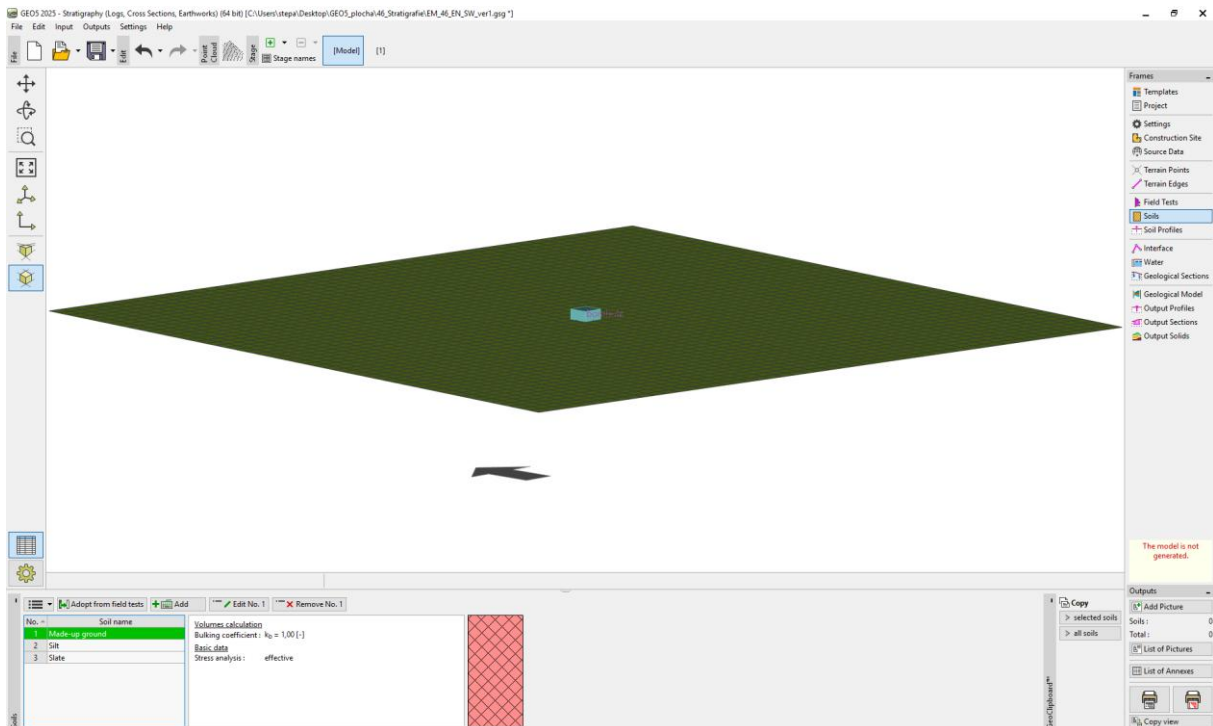 GEO5 2025 - Stratigraphy (Logs, Cross Sections, Earthworks) (64 bit) [C:\Users\stepa\Desktop\GEO5_plocha\46_Stratigrafie\EM_46_EN_SW_ver1.gsg *]
File Edit Input Outputs Settings Help
File
Edit
Point Cloud
Stage
Stage names
[Model] [1]
Frames
Templates
Project
Settings
Construction Site
Source Data
Terrain Points
Terrain Edges
Field Tests
Soils
Soil Profiles
Interface
Water
Geological Sections
Geological Model
Output Profiles
Output Sections
Output Solids
The model is not
generated.
Adopt from field tests Add Edit No. 1 Remove No. 1
No. Soil name
1 Made-up ground
2 Silt
3 Slate
Volumes calculation
Bulking coefficient : kb = 1,00 [-]
Basic data
Stress analysis : effective
Copy
> selected soils
> all soils
Outputs
Add Picture
Soils : 0
Total : 0
List of Pictures
List of Annexes
Copy view